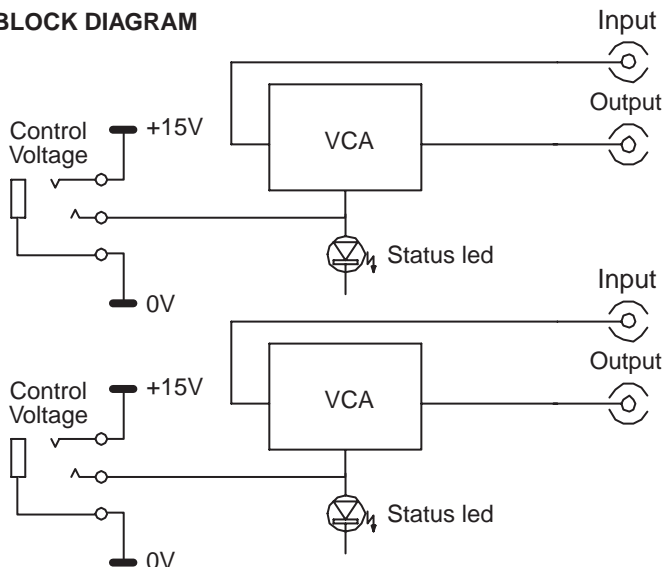 BLOCK DIAGRAM
Input
Output
Control
Voltage
+15V
VCA
Status led
0V
Input
Output
Control
Voltage
+15V
VCA
Status led
0V